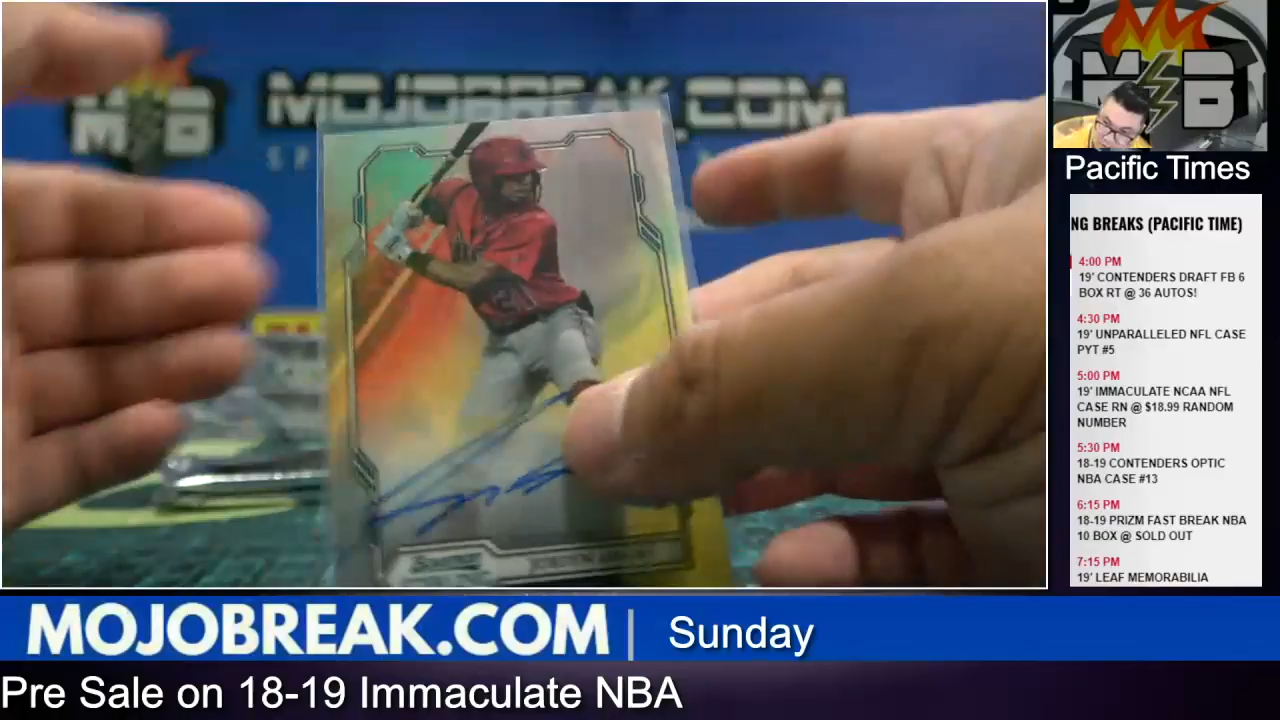 MOJOBREAK.COM
MB
MB
Pacific Times
NG BREAKS (PACIFIC TIME)
4:00 PM
19' CONTENDERS DRAFT FB 6
BOX RT @ 36 AUTOS!
4:30 PM
19' UNPARALLELED NFL CASE
PYT #5
5:00 PM
19' IMMACULATE NCAA NFL
CASE RN @ $18.99 RANDOM
NUMBER
5:30 PM
18-19 CONTENDERS OPTIC
NBA CASE #13
6:15 PM
18-19 PRIZM FAST BREAK NBA
10 BOX @ SOLD OUT
7:15 PM
19' LEAF MEMORABILIA
MOJOBREAK.COM | Sunday
Pre Sale on 18-19 Immaculate NBA